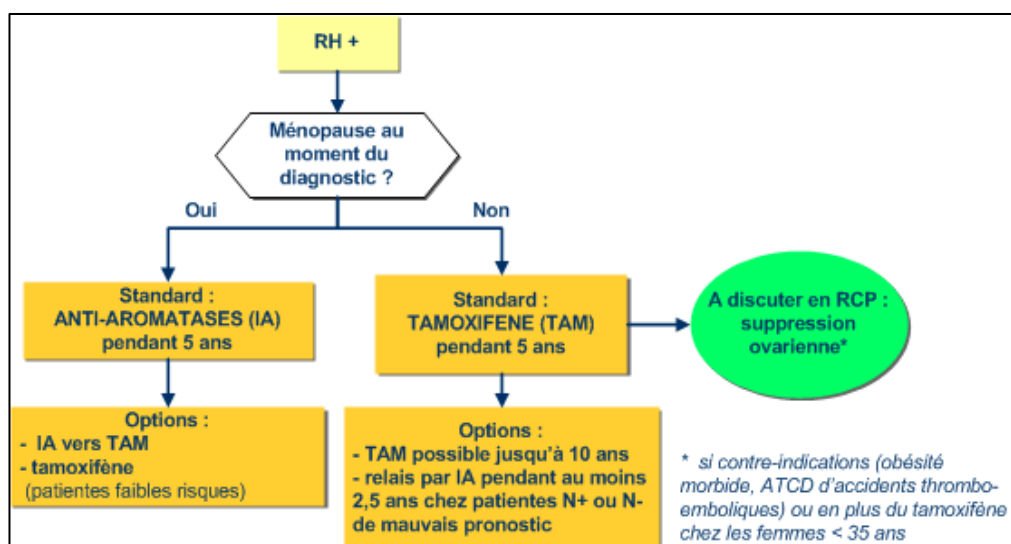 RH +
Ménopause au
moment du
diagnostic ?
Oui
Non
Standard :
ANTI-AROMATASES (IA)
pendant 5 ans
Standard :
TAMOXIFENE (TAM)
pendant 5 ans
A discuter en RCP :
suppression
ovarienne*
Options :
- IA vers TAM
- tamoxifène
(patientes faibles risques)
Options :
- TAM possible jusqu'à 10 ans
- relais par IA pendant au moins
2,5 ans chez patientes N+ ou N-
de mauvais pronostic
* si contre-indications (obésité
morbide, ATCD d'accidents thrombo-
emboliques) ou en plus du tamoxifène
chez les femmes < 35 ans